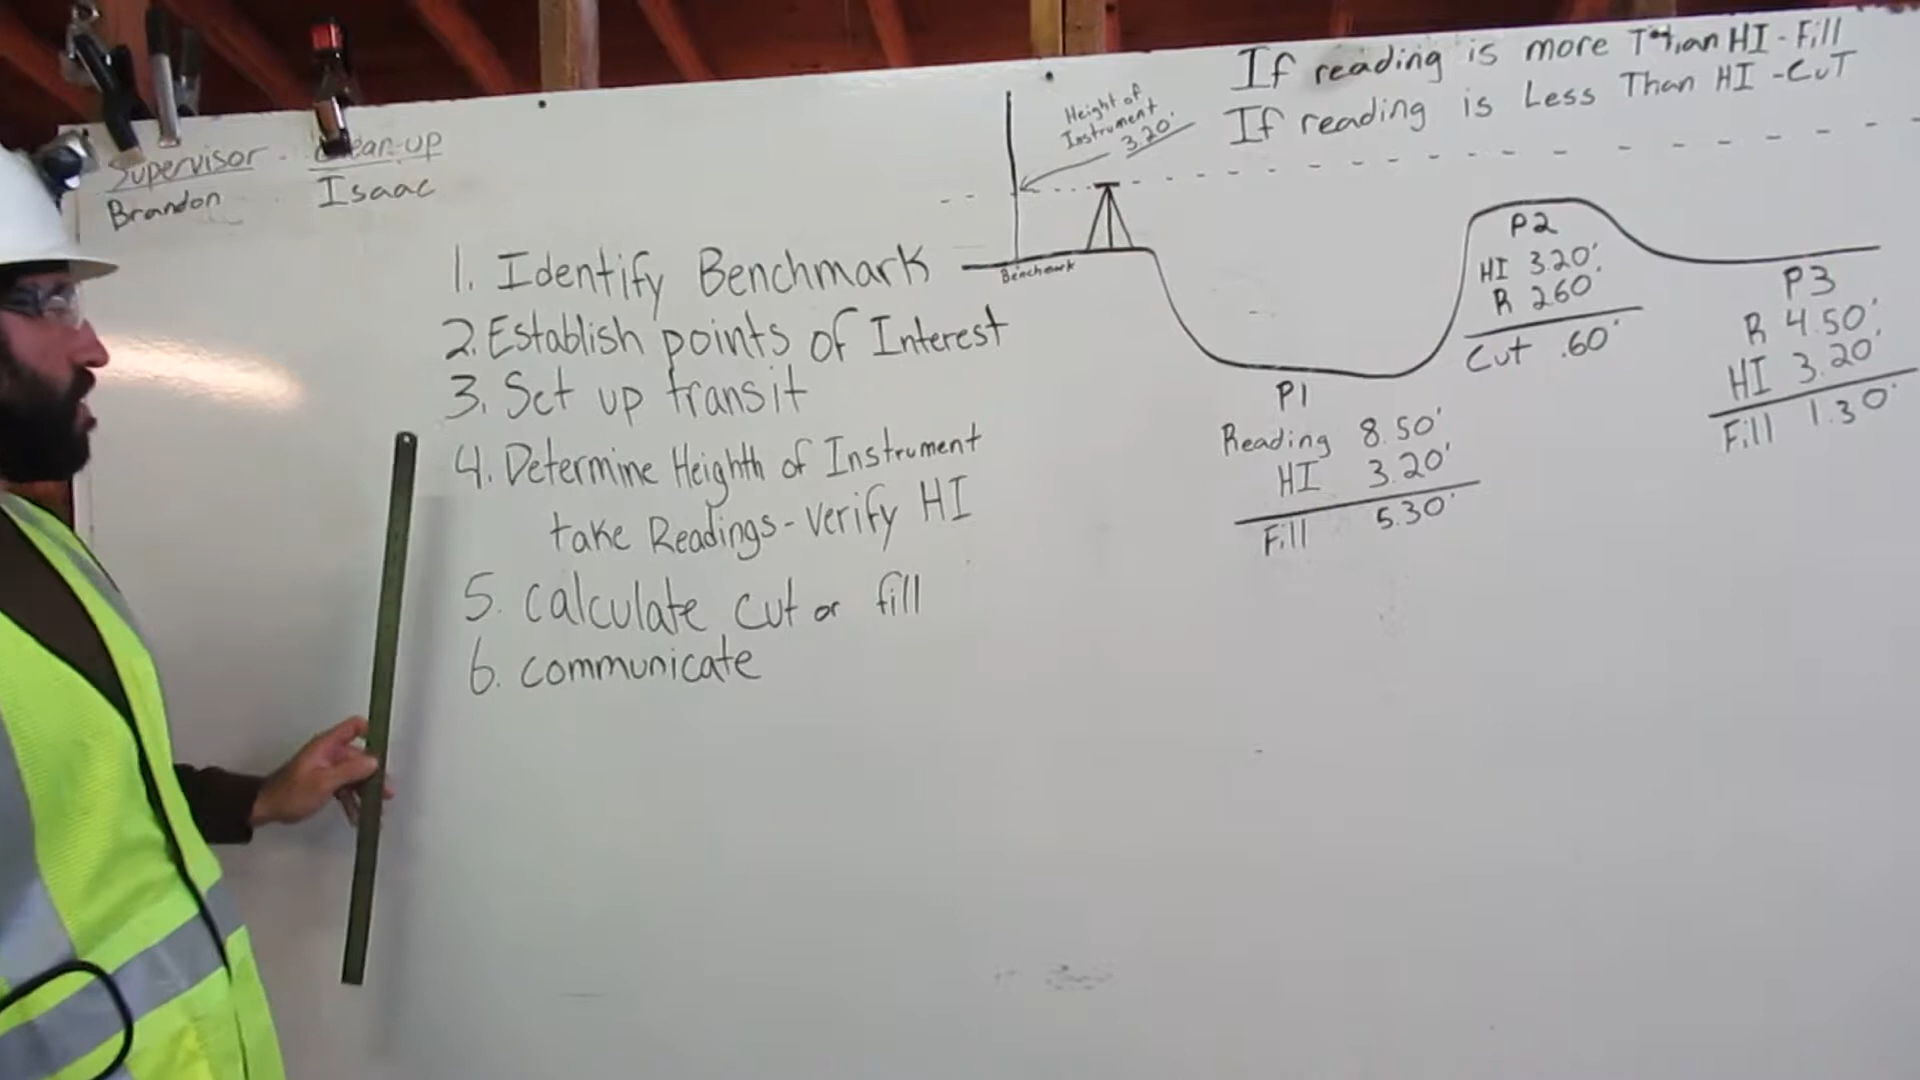 Supervisor - Clean-up
Brandon
Isaac
1. Identify Benchmark
2. Establish points of Interest
3. Set up transit
4. Determine Heighth of Instrument
take Readings - verify HI
5. calculate cut or fill
6. communicate
If reading is more Than HI - Fill
If reading is Less Than HI - CuT
Height of
Instrument
3.20'
Benchmark
P1
Reading 8.50'
HI 3.20'
Fill 5.30'
P2
HI 3.20'
R 2.60'
Cut .60'
P3
R 4.50'
HI 3.20'
Fill 1.30'